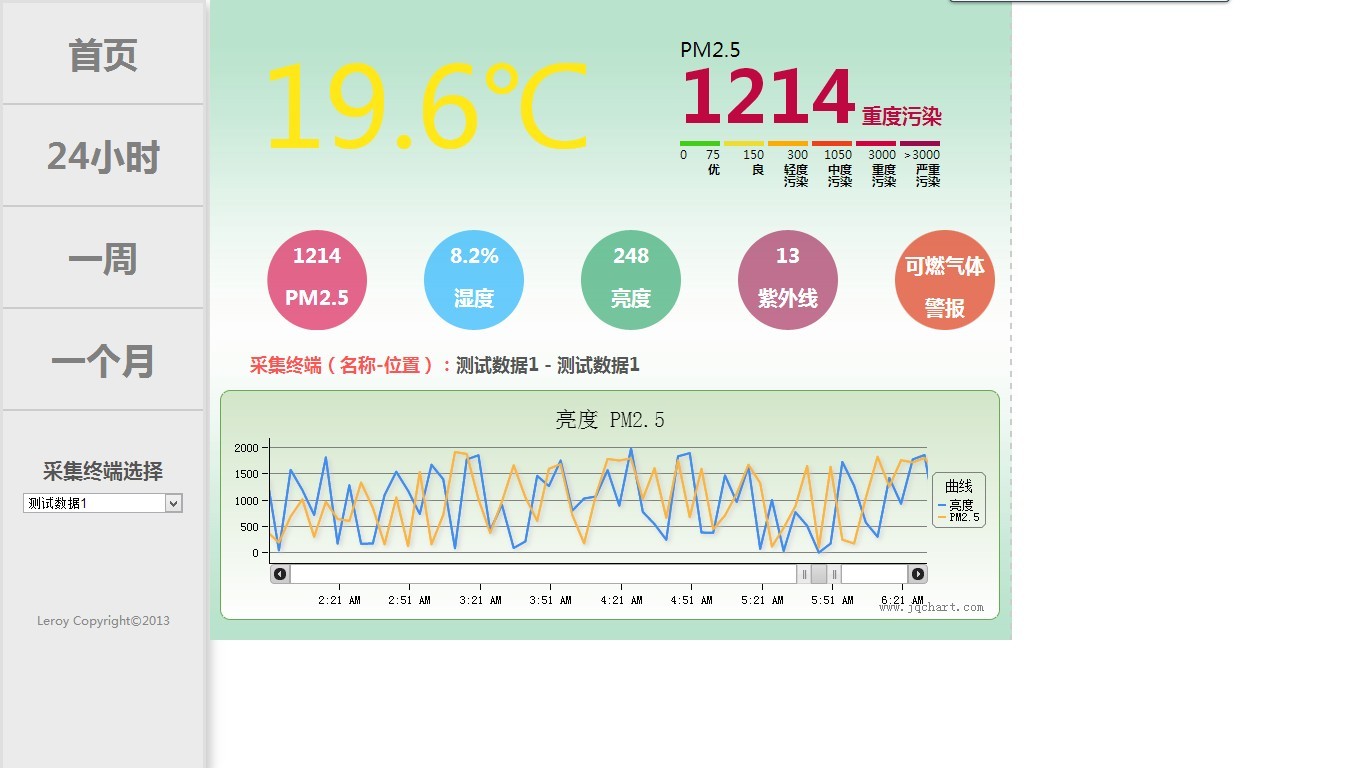 首页
24小时
一周
一个月
采集终端选择
测试数据1
Leroy Copyright©2013
19.6℃
PM2.5
1214 重度污染
0 75 150 300 1050 3000 >3000
优 良 轻度 中度 重度 严重
污染 污染 污染 污染
1214 8.2% 248 13 可燃气体
PM2.5 湿度 亮度 紫外线 警报
采集终端（名称-位置）：测试数据1 - 测试数据1
亮度 PM2.5
2000
1500
1000
500
0
曲线
亮度
PM2.5
2:21 AM 2:51 AM 3:21 AM 3:51 AM 4:21 AM 4:51 AM 5:21 AM 5:51 AM 6:21 AM
www.jqchart.com